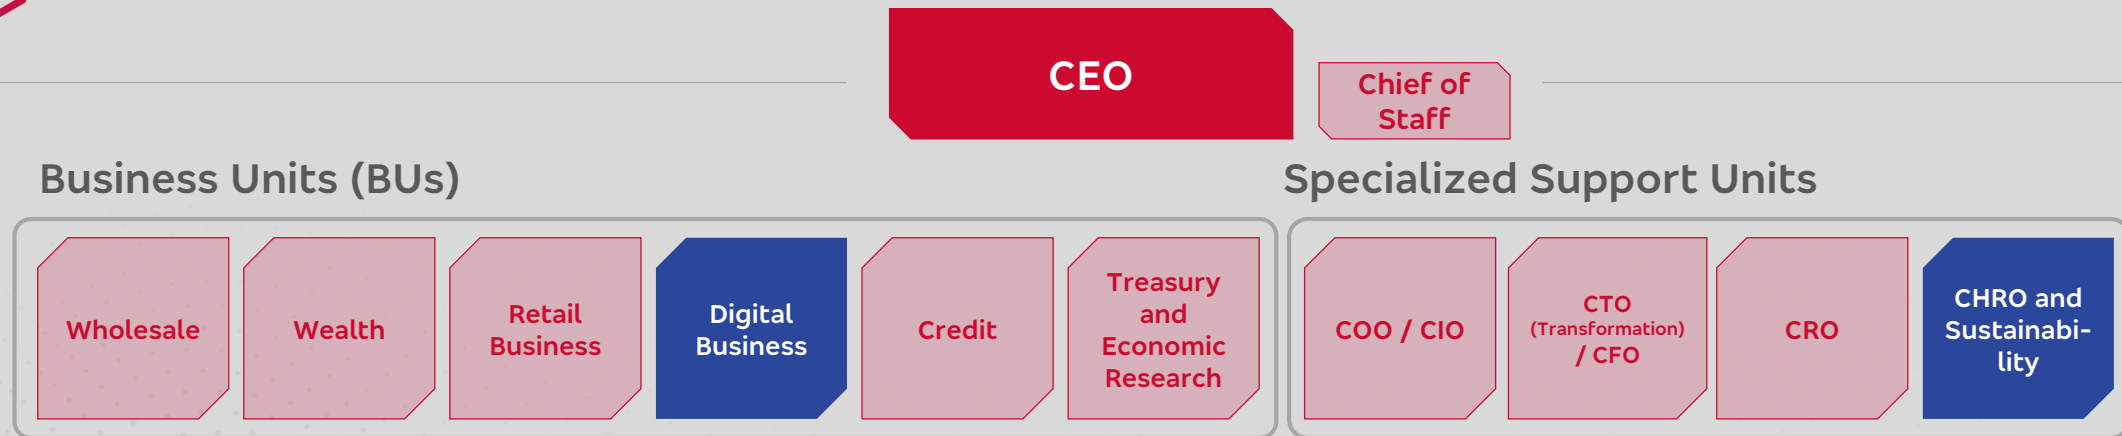 CEO
Chief of
Staff
Business Units (BUs)
Specialized Support Units
Wholesale
Wealth
Retail
Business
Digital
Business
Credit
Treasury
and
Economic
Research
COO / CIO
CTO
(Transformation)
/ CFO
CRO
CHRO and
Sustainabi-
lity